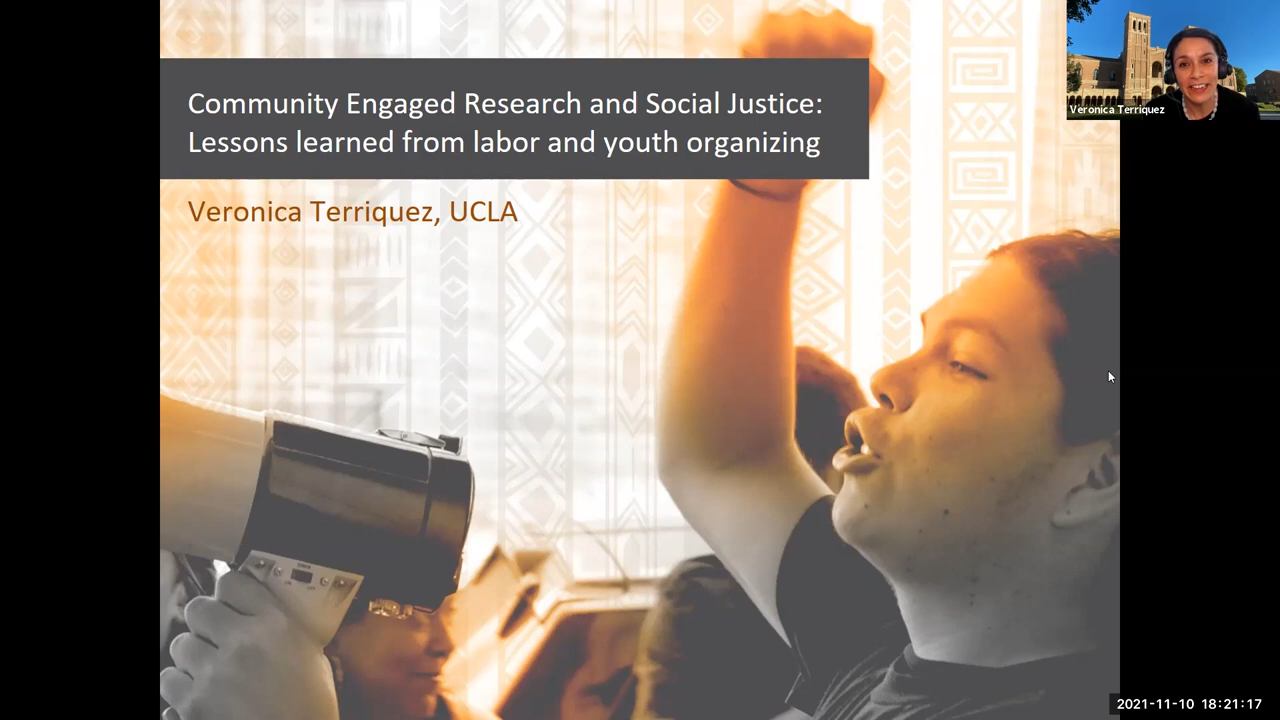 Community Engaged Research and Social Justice:
Lessons learned from labor and youth organizing
Veronica Terriquez, UCLA
Veronica Terriquez
2021-11-10 18:21:17